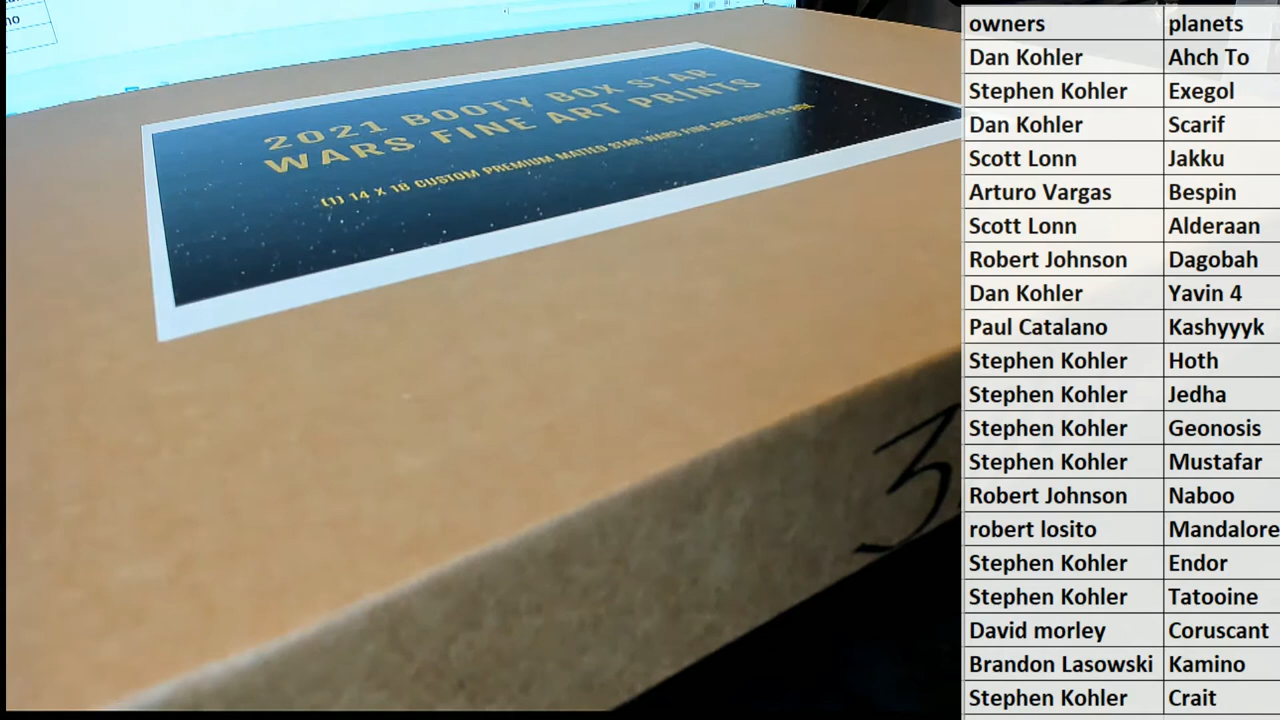 no
2021 BOOTY BOX STAR
WARS FINE ART PRINTS
(1) 14 X 18 CUSTOM PREMIUM MATTED STAR WARS FINE ART PRINT PER BOX
3
owners planets
Dan Kohler Ahch To
Stephen Kohler Exegol
Dan Kohler Scarif
Scott Lonn Jakku
Arturo Vargas Bespin
Scott Lonn Alderaan
Robert Johnson Dagobah
Dan Kohler Yavin 4
Paul Catalano Kashyyyk
Stephen Kohler Hoth
Stephen Kohler Jedha
Stephen Kohler Geonosis
Stephen Kohler Mustafar
Robert Johnson Naboo
robert losito Mandalore
Stephen Kohler Endor
Stephen Kohler Tatooine
David morley Coruscant
Brandon Lasowski Kamino
Stephen Kohler Crait